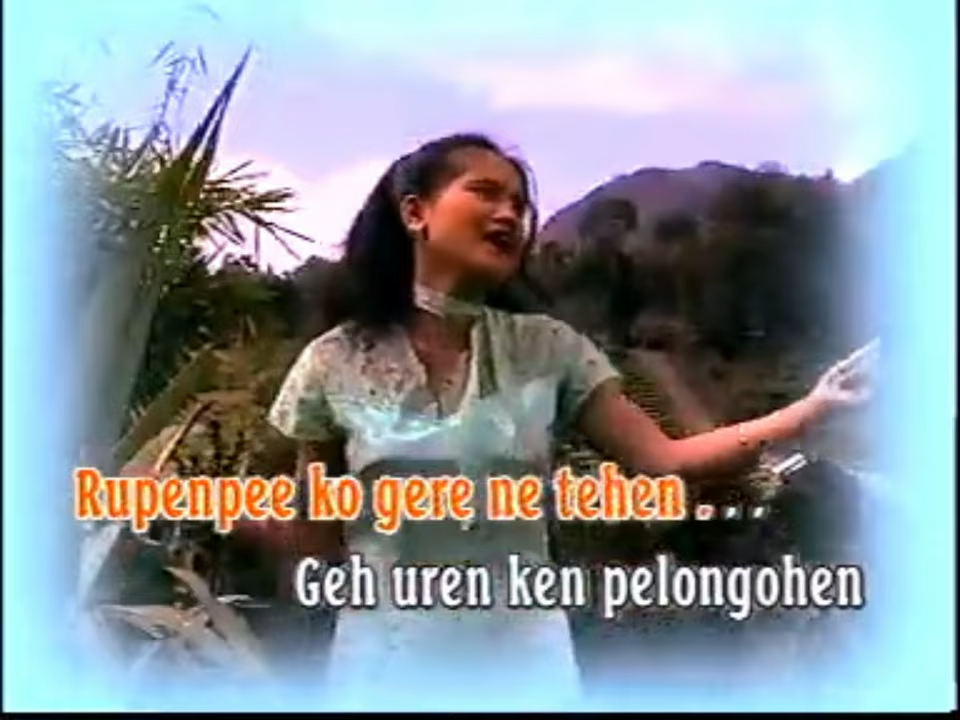 Rupenpee ko gere ne tehen . . .
Geh uren ken pelongohen